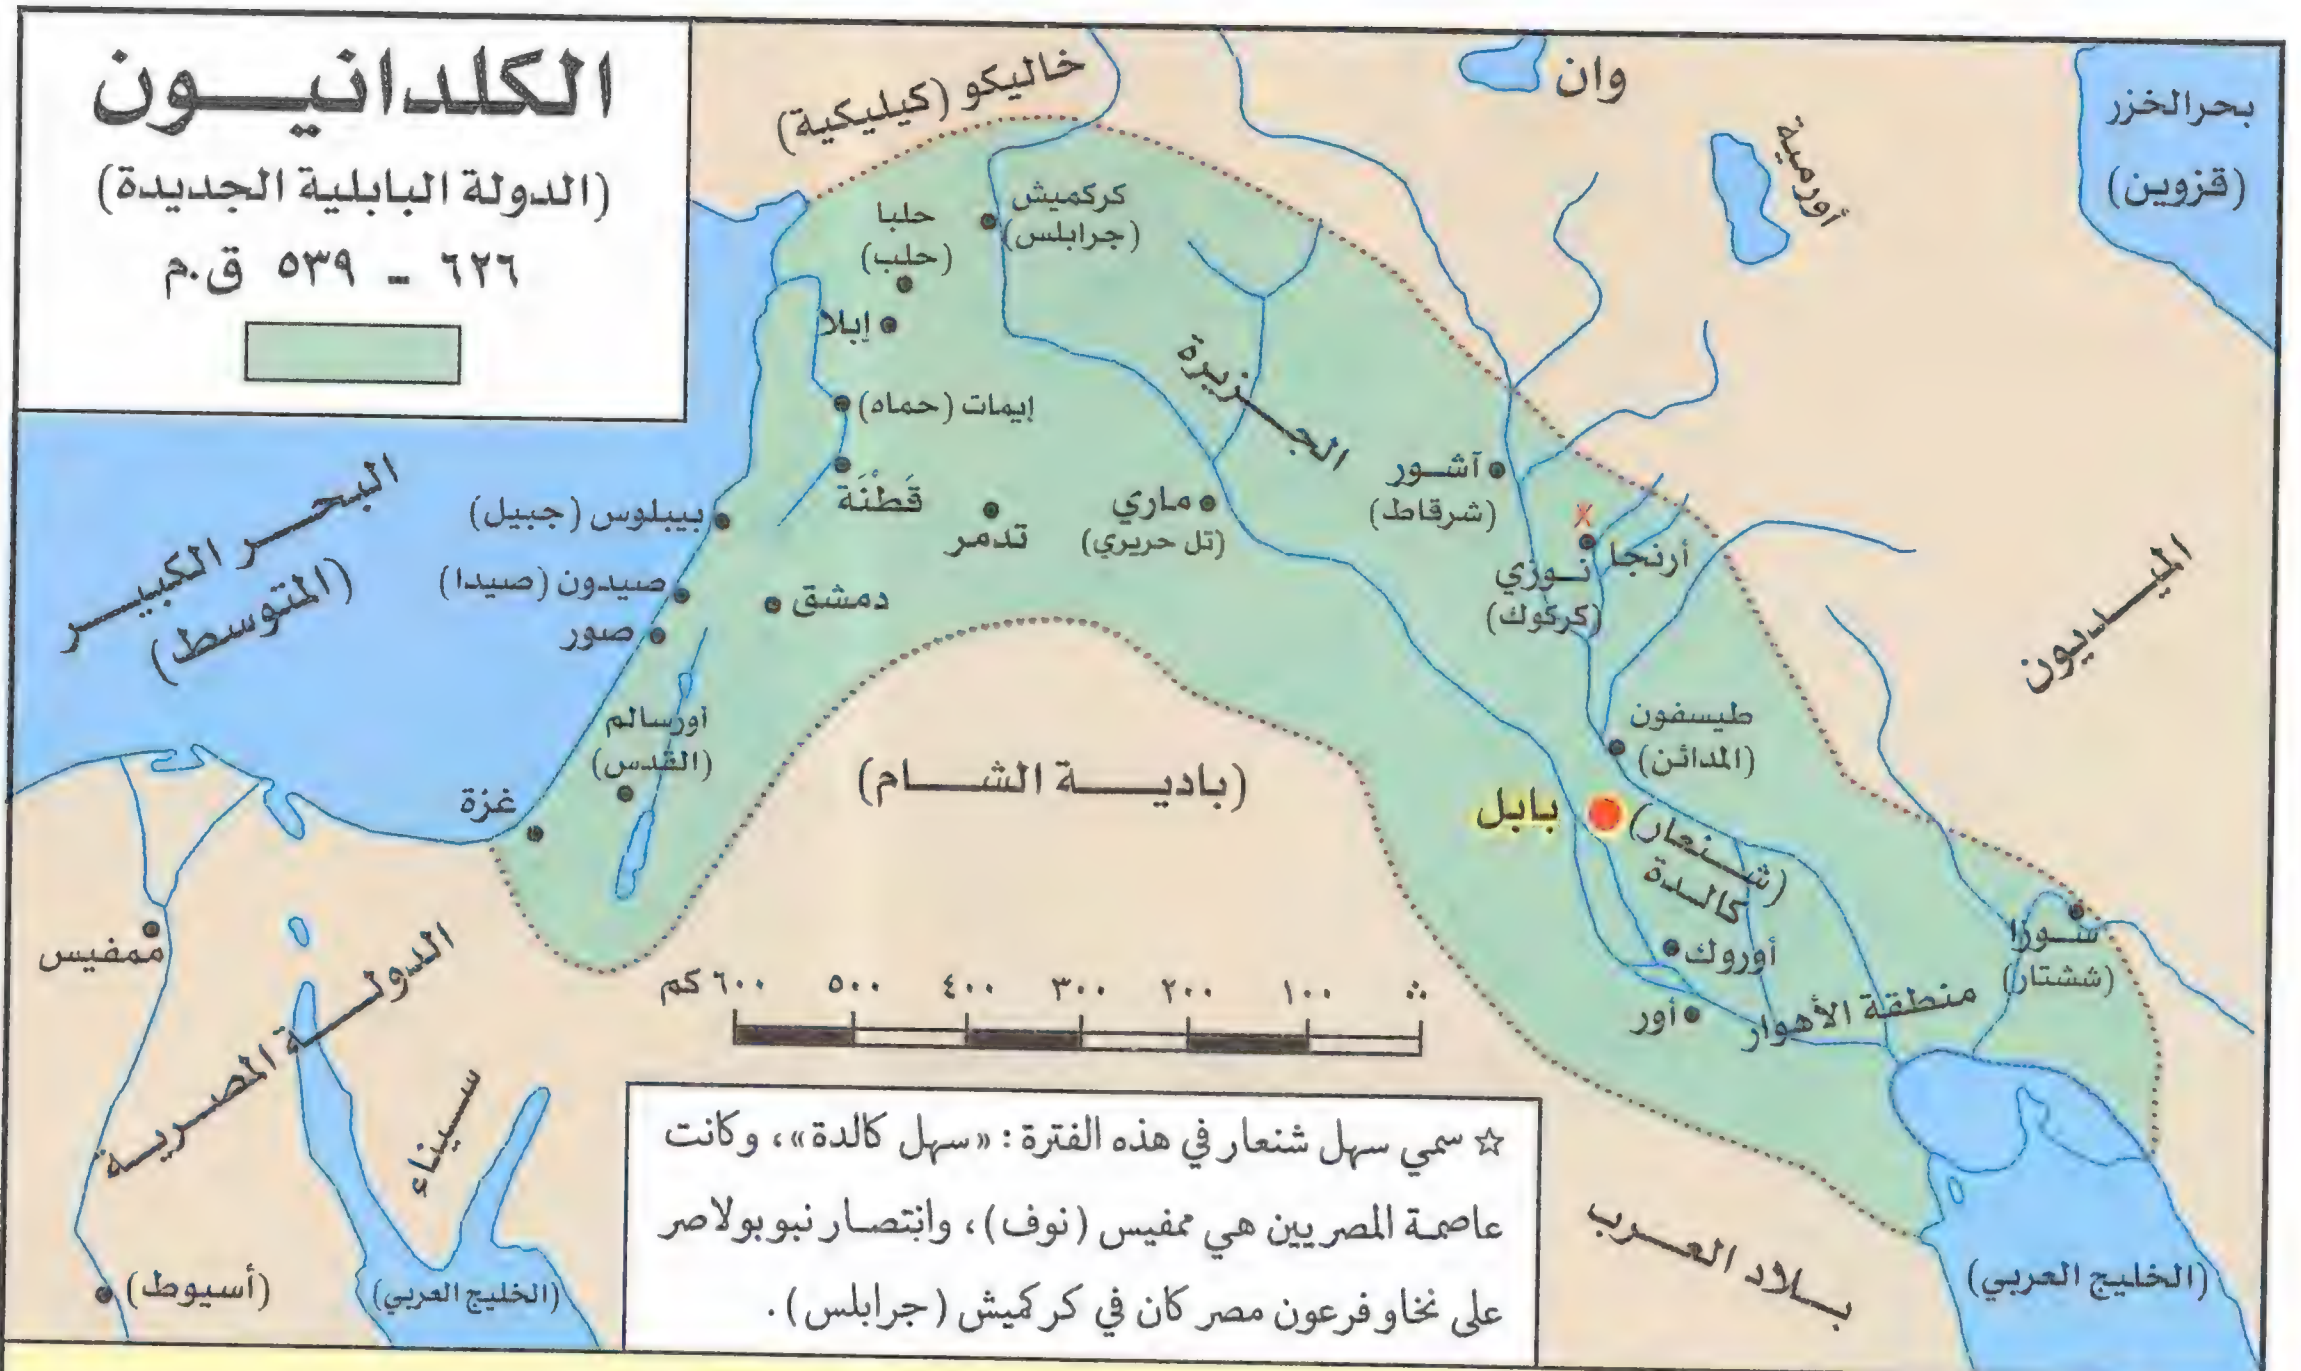 الكلدانيون
(الدولة البابلية الجديدة)
٦٢٦ - ٥٣٩ ق.م
خاليكو (كيليكية)
وان
أورمية
بحر الخزر
(قزوين)
كركميش
(جرابلس)
حلبا
(حلب)
إبلا
إيمات (حماه)
قَطْنَة
تدمر
الجزيرة
ماري
(تل حريري)
آشور
(شرقاط)
X
أرنجا
نوزي
(كركوك)
الميديون
البحر الكبير
(المتوسط)
بيبلوس (جبيل)
صيدون (صيدا)
صور
دمشق
أورسالم
(القدس)
غزة
(بادية الشام)
طيسفون
(المدائن)
بابل
(شنعار)
كالدة
أوروك
أور
منطقة الأهوار
سوزا
(ششتار)
ممفيس
الدولة المصرية
سيناء
(أسيوط)
(الخليج العربي)
٠ ١٠٠ ٢٠٠ ٣٠٠ ٤٠٠ ٥٠٠ ٦٠٠ كم
☆ سمي سهل شنعار في هذه الفترة: «سهل كالدة»، وكانت
عاصمة المصريين هي ممفيس (نوف)، وانتصار نبوبولاصر
على نخاو فرعون مصر كان في كركميش (جرابلس).
بلاد العرب
(الخليج العربي)